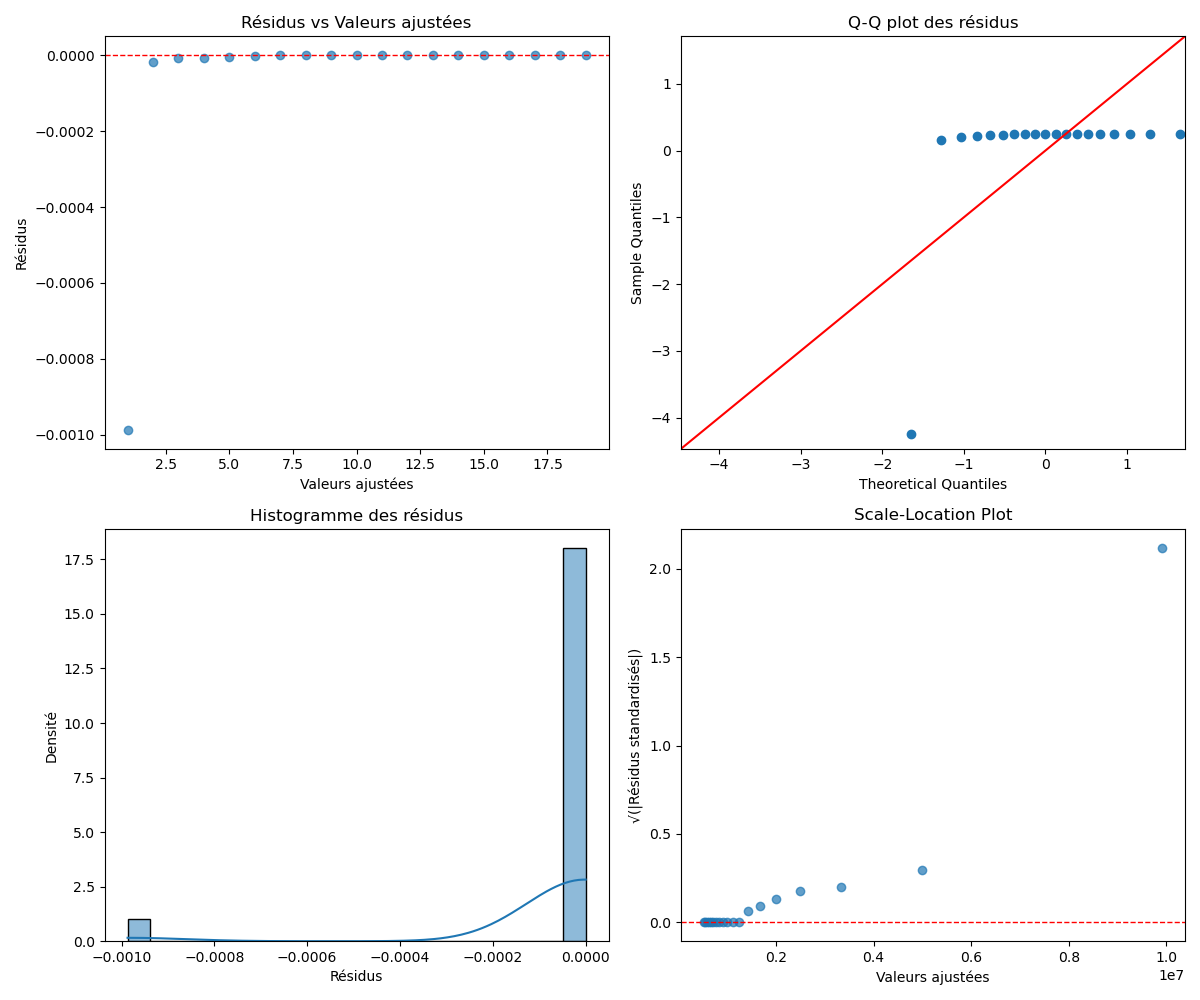 Résidus vs Valeurs ajustées
0.0000
−0.0002
−0.0004
−0.0006
−0.0008
−0.0010
Résidus
2.5 5.0 7.5 10.0 12.5 15.0 17.5
Valeurs ajustées
Q-Q plot des résidus
1
0
−1
−2
−3
−4
Sample Quantiles
−4 −3 −2 −1 0 1
Theoretical Quantiles
Histogramme des résidus
17.5
15.0
12.5
10.0
7.5
5.0
2.5
0.0
Densité
−0.0010 −0.0008 −0.0006 −0.0004 −0.0002 0.0000
Résidus
Scale-Location Plot
2.0
1.5
1.0
0.5
0.0
√(|Résidus standardisés|)
0.2 0.4 0.6 0.8 1.0
1e7
Valeurs ajustées